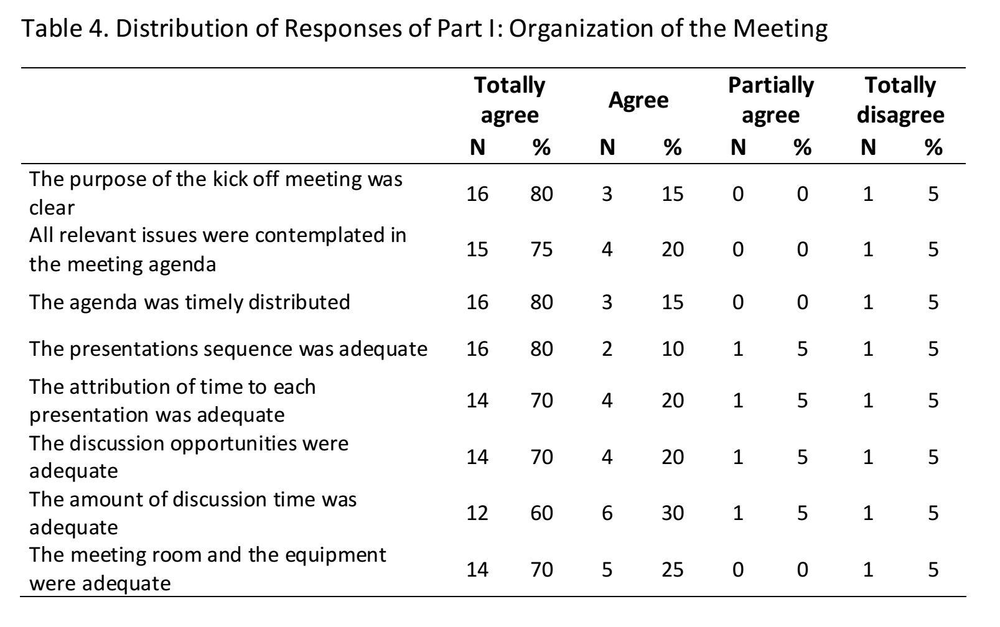 Table 4. Distribution of Responses of Part I: Organization of the Meeting
Totally agree Agree Partially agree Totally disagree
N % N % N % N %
The purpose of the kick off meeting was
clear 16 80 3 15 0 0 1 5
All relevant issues were contemplated in
the meeting agenda 15 75 4 20 0 0 1 5
The agenda was timely distributed 16 80 3 15 0 0 1 5
The presentations sequence was adequate 16 80 2 10 1 5 1 5
The attribution of time to each
presentation was adequate 14 70 4 20 1 5 1 5
The discussion opportunities were
adequate 14 70 4 20 1 5 1 5
The amount of discussion time was
adequate 12 60 6 30 1 5 1 5
The meeting room and the equipment
were adequate 14 70 5 25 0 0 1 5